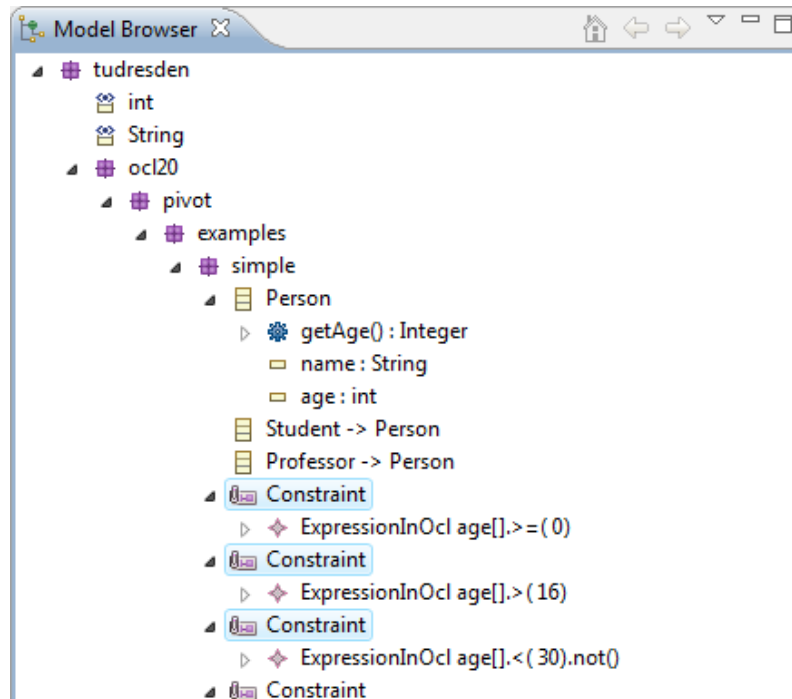 Model Browser
tudresden
int
String
ocl20
pivot
examples
simple
Person
getAge() : Integer
name : String
age : int
Student -> Person
Professor -> Person
Constraint
ExpressionInOcl age[].>=( 0)
Constraint
ExpressionInOcl age[].>( 16)
Constraint
ExpressionInOcl age[].<( 30).not()
Constraint